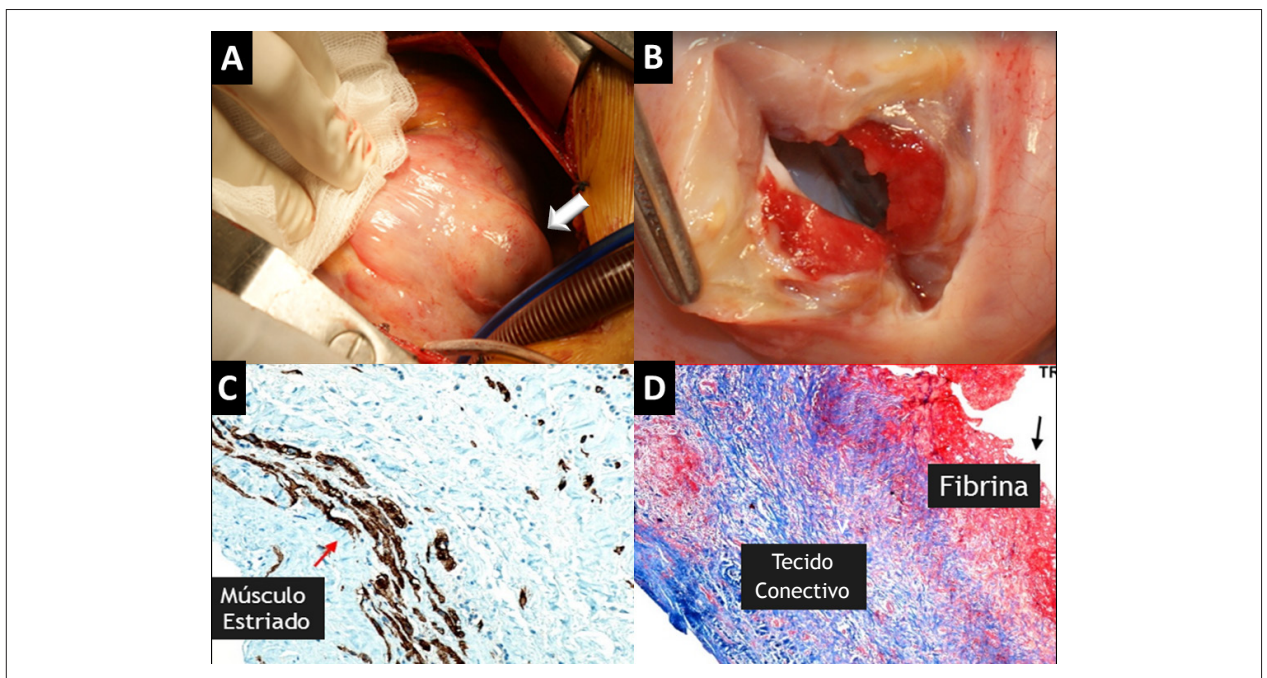 A
B
C
Músculo
Estriado
D
TR
Fibrina
Tecido
Conectivo